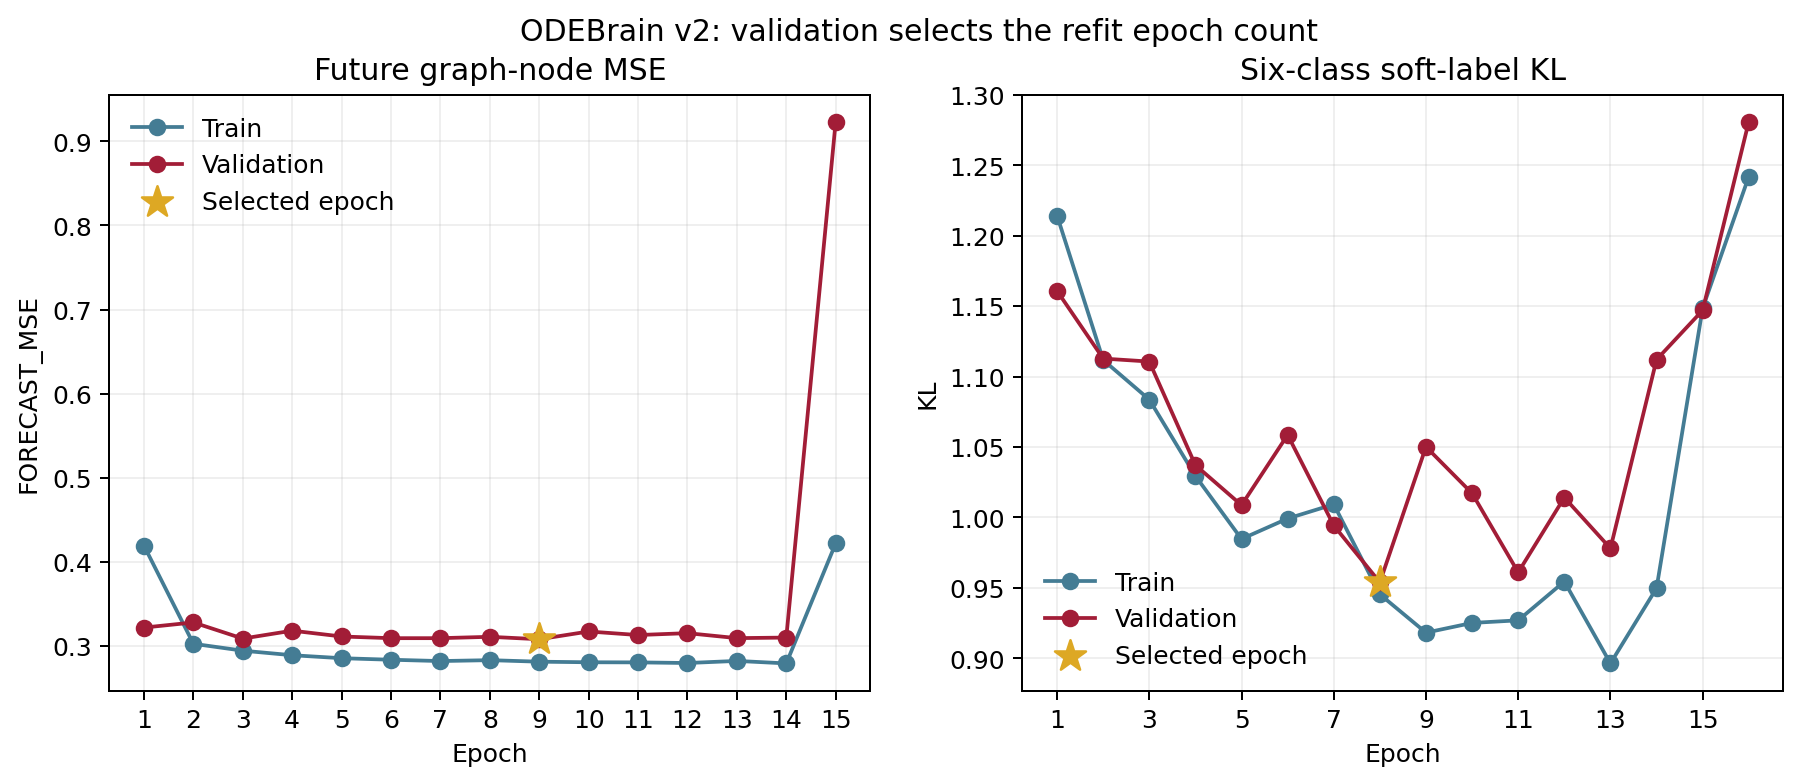 ODEBrain v2: validation selects the refit epoch count
Future graph-node MSE
Train
Validation
Selected epoch
0.9
0.8
0.7
0.6
0.5
0.4
0.3
FORECAST_MSE
1 2 3 4 5 6 7 8 9 10 11 12 13 14 15
Epoch
Six-class soft-label KL
1.30
1.25
1.20
1.15
1.10
1.05
1.00
0.95
0.90
KL
Train
Validation
Selected epoch
1 3 5 7 9 11 13 15
Epoch